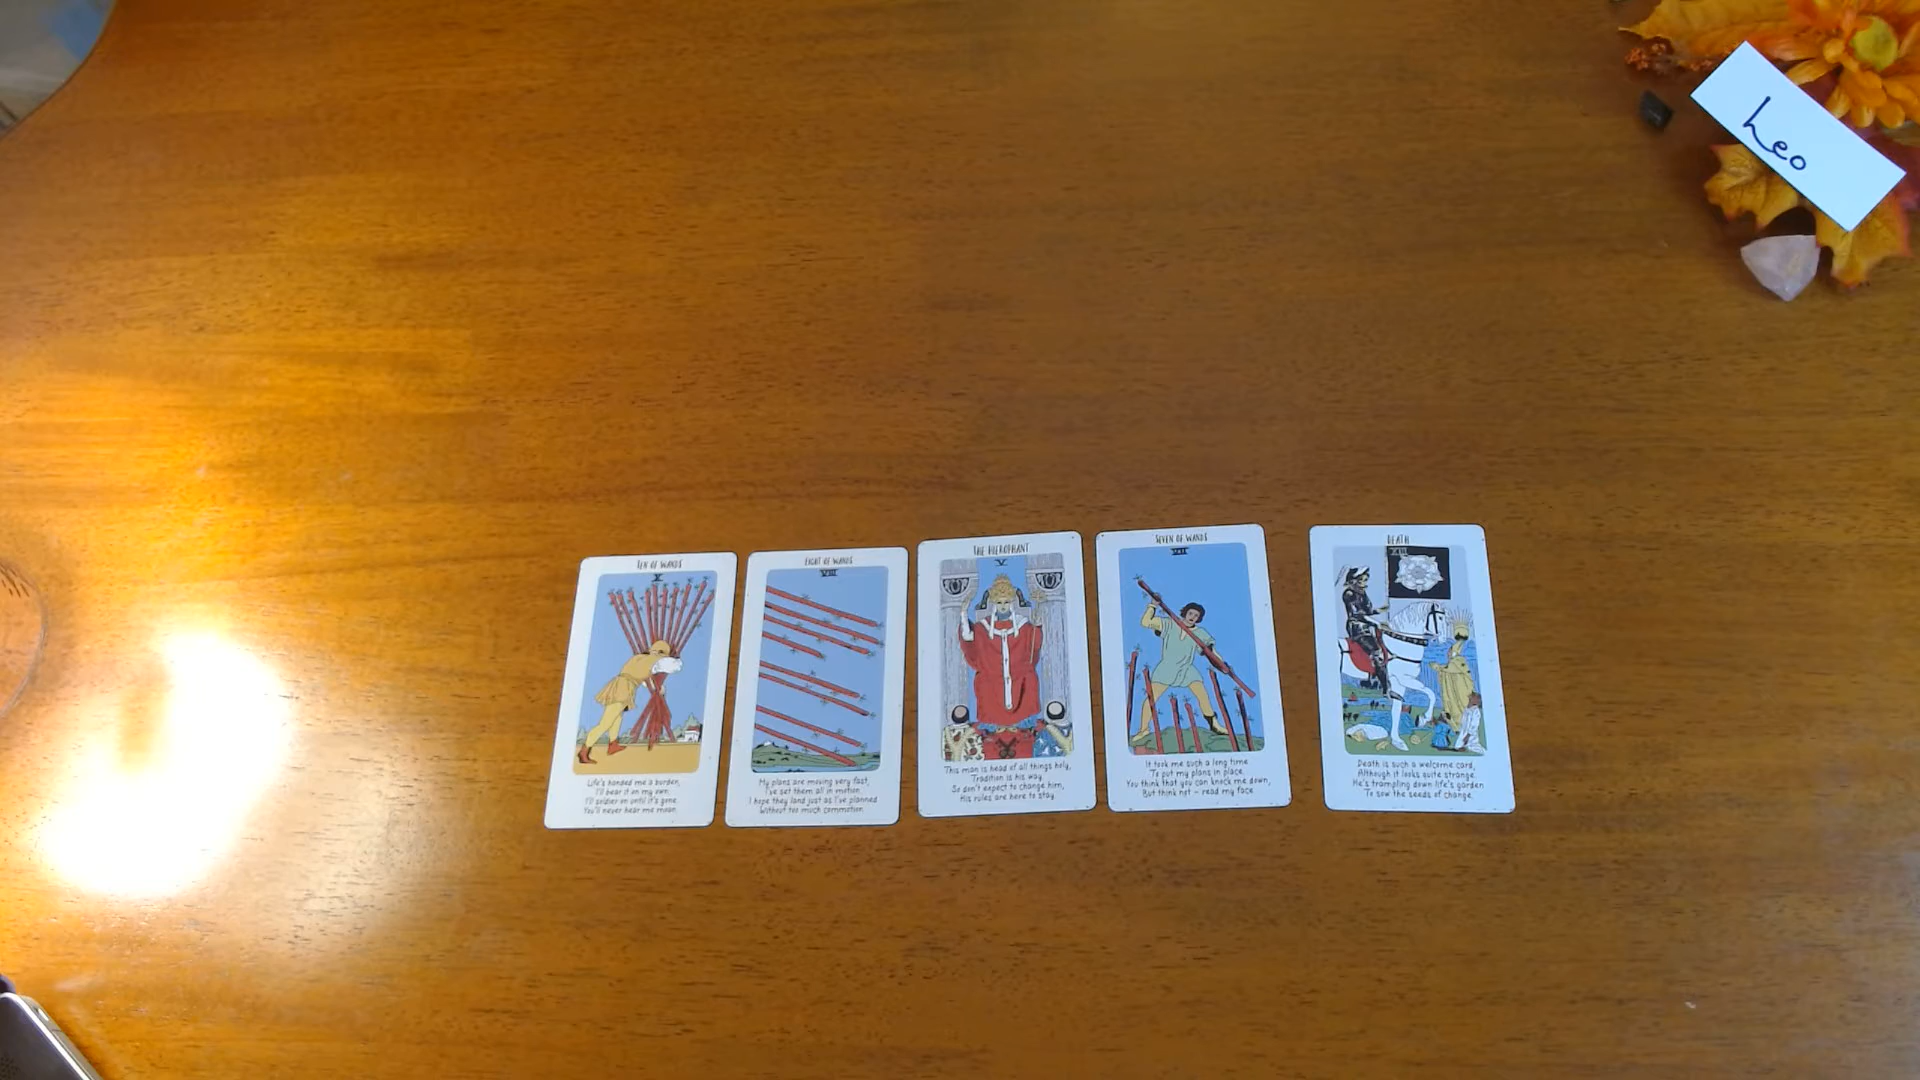 Leo
TEN OF WANDS
X
Life's handed me a burden,
I'll bear it on my own.
I'll soldier on until it's gone
You'll never hear me moan.
EIGHT OF WANDS
VIII
My plans are moving very fast,
I've set them all in motion
I hope they land just as I've planned
Without too much commotion
THE HIEROPHANT
V
This man is head of all things holy,
Tradition is his way
So don't expect to change him,
His rules are here to stay.
SEVEN OF WANDS
VII
It took me such a long time
To put my plans in place.
You think that you can knock me down,
But think not - read my face
DEATH
XIII
Death is such a welcome card,
Although it looks quite strange.
He's trampling down life's garden
To sow the seeds of change.